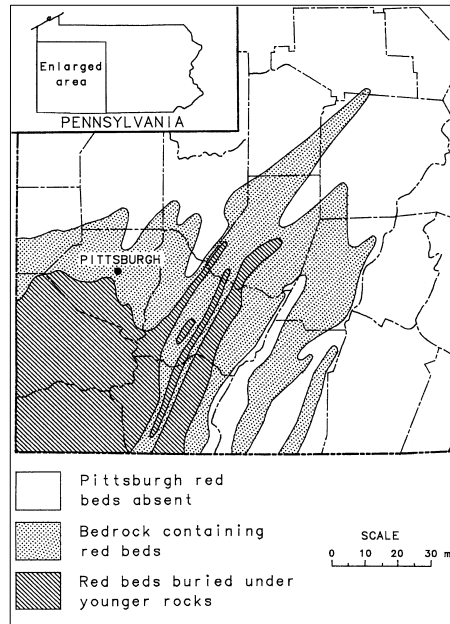 Enlarged
area
PENNSYLVANIA
PITTSBURGH
Pittsburgh red
beds absent
Bedrock containing
red beds
Red beds buried under
younger rocks
SCALE
0 10 20 30 m